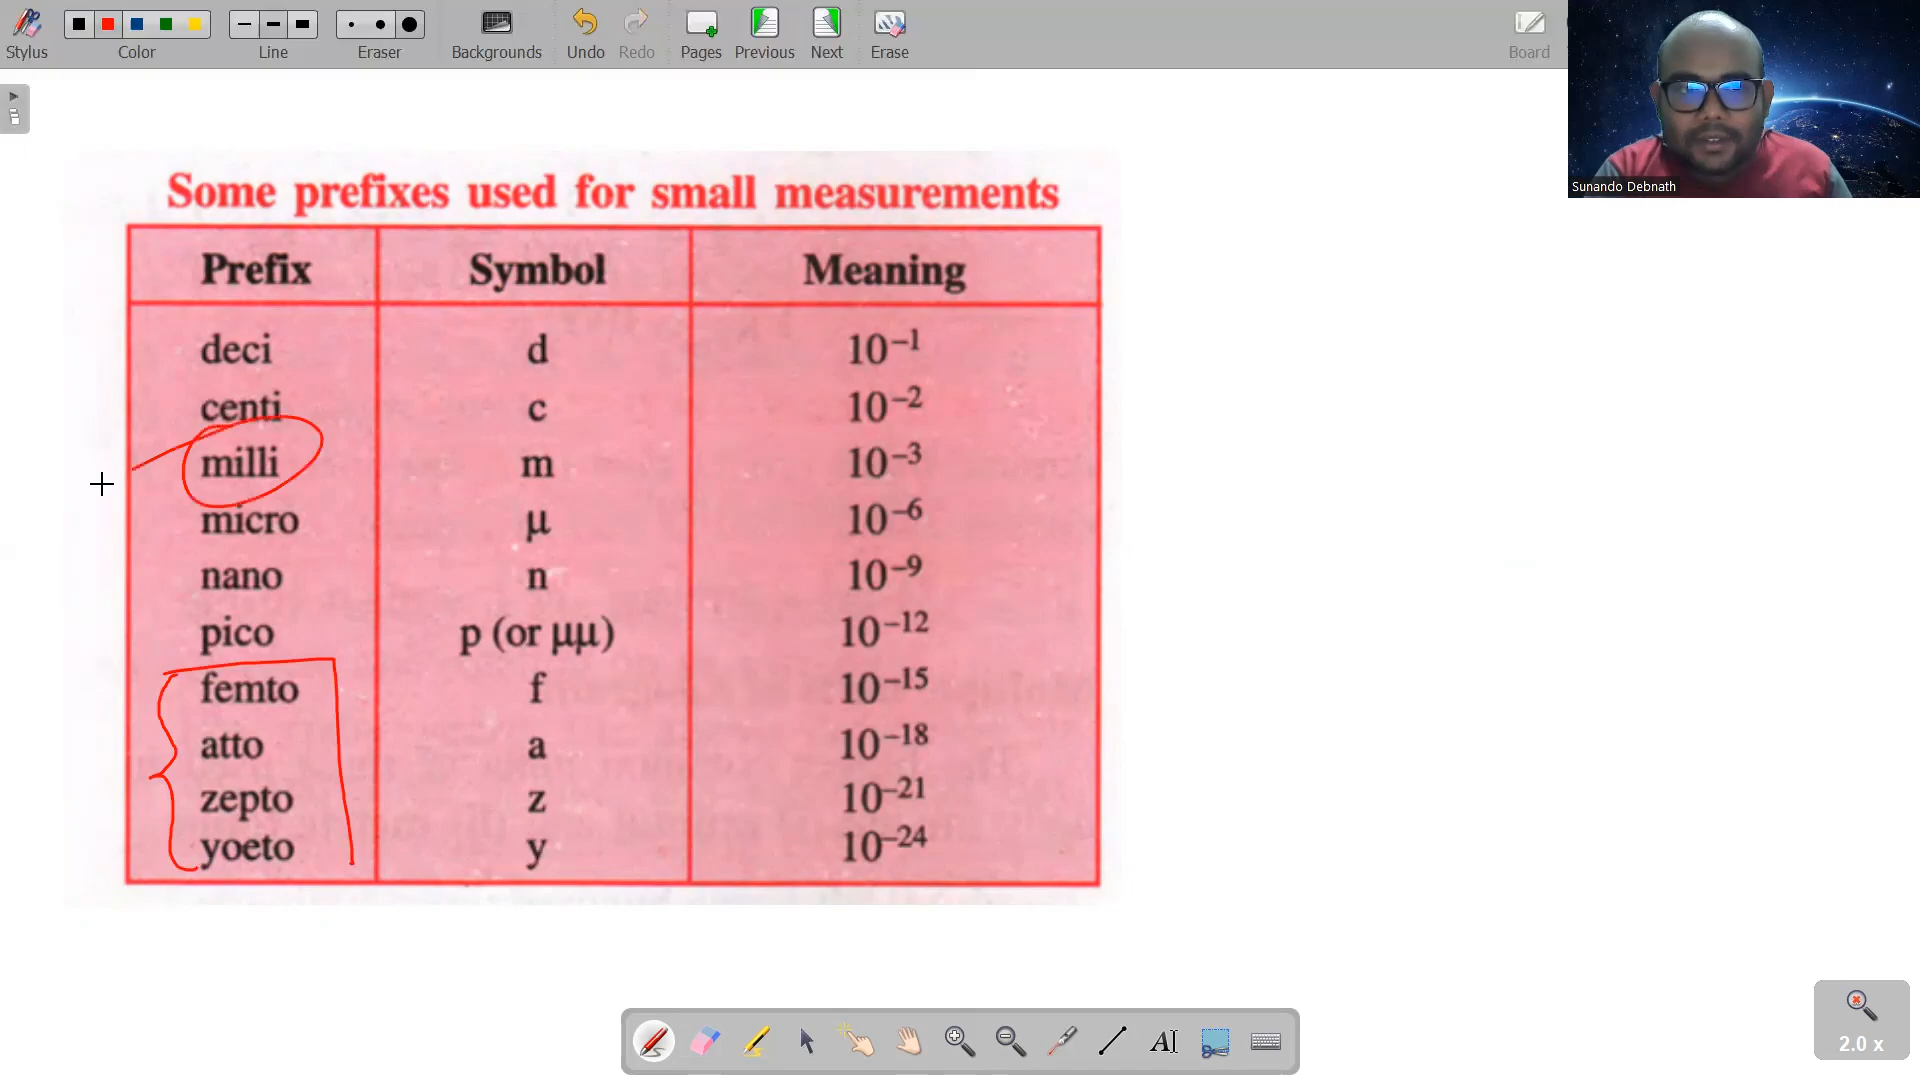 Stylus Color Line Eraser Backgrounds Undo Redo Pages Previous Next Erase Board
Sunando Debnath
Some prefixes used for small measurements
Prefix Symbol Meaning
deci d 10⁻¹
centi c 10⁻²
milli m 10⁻³
micro μ 10⁻⁶
nano n 10⁻⁹
pico p (or μμ) 10⁻¹²
femto f 10⁻¹⁵
atto a 10⁻¹⁸
zepto z 10⁻²¹
yoeto y 10⁻²⁴
2.0 x